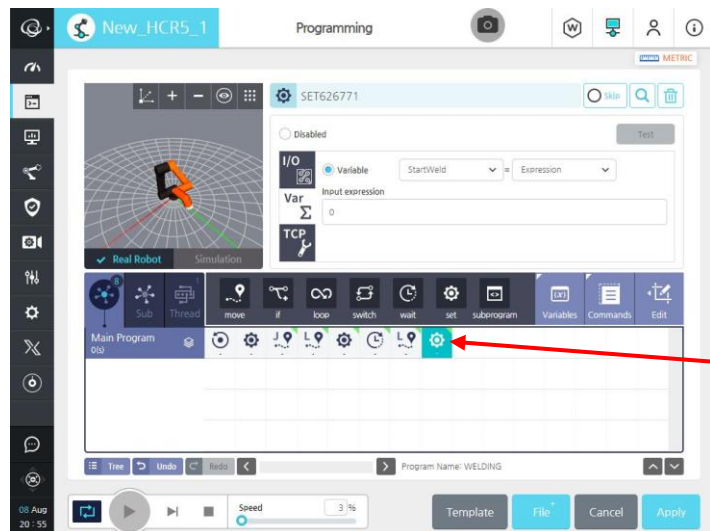 New_HCR5_1
Programming
W
METRIC
SET626771
Skip
Disabled
Test
I/O
Variable
StartWeld
=
Expression
Var
Σ
Input expression
0
TCP
Real Robot
Simulation
8
Sub
1
Thread
move
if
loop
switch
wait
set
subprogram
(x)
Variables
Commands
Edit
Main Program
0(s)
J
L
L
Tree
Undo
Redo
Program Name: WELDING
08 Aug
20 : 55
Speed
3 %
Template
File+
Cancel
Apply